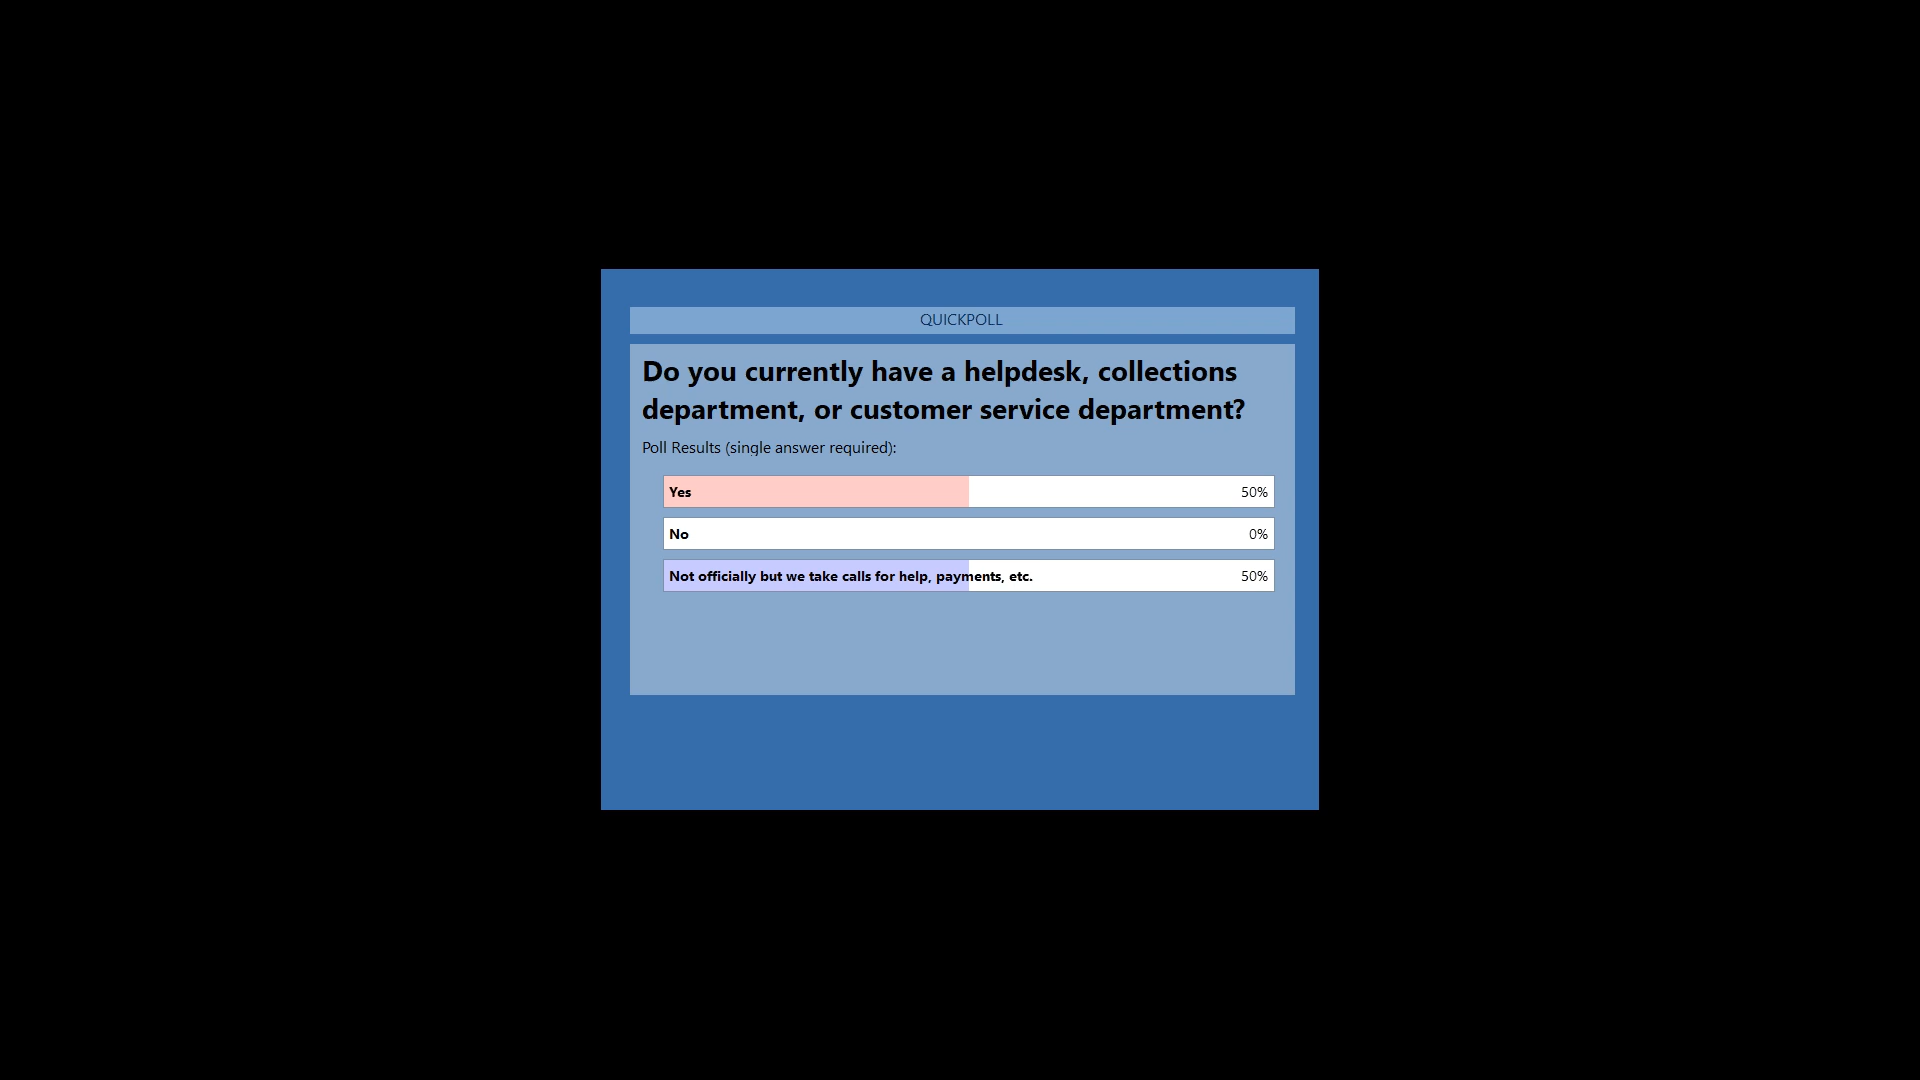 QUICKPOLL
Do you currently have a helpdesk, collections
department, or customer service department?
Poll Results (single answer required):
Yes 50%
No 0%
Not officially but we take calls for help, payments, etc. 50%